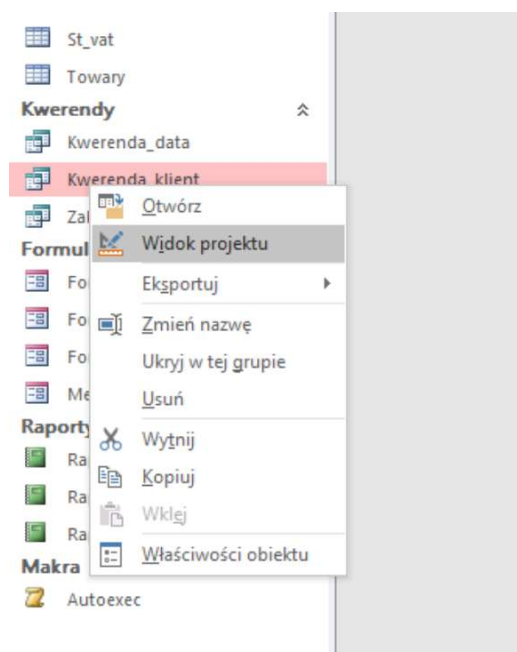 St_vat
Towary
Kwerendy
Kwerenda_data
Kwerenda_klient
Otwórz
Widok projektu
Eksportuj
Zmień nazwę
Ukryj w tej grupie
Usuń
Wytnij
Kopiuj
Wklej
Właściwości obiektu
Makra
Autoexec